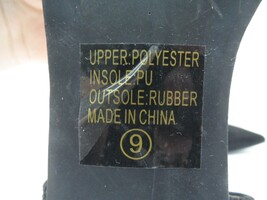 UPPER:POLYESTER
INSOLE:PU
OUTSOLE:RUBBER
MADE IN CHINA
9